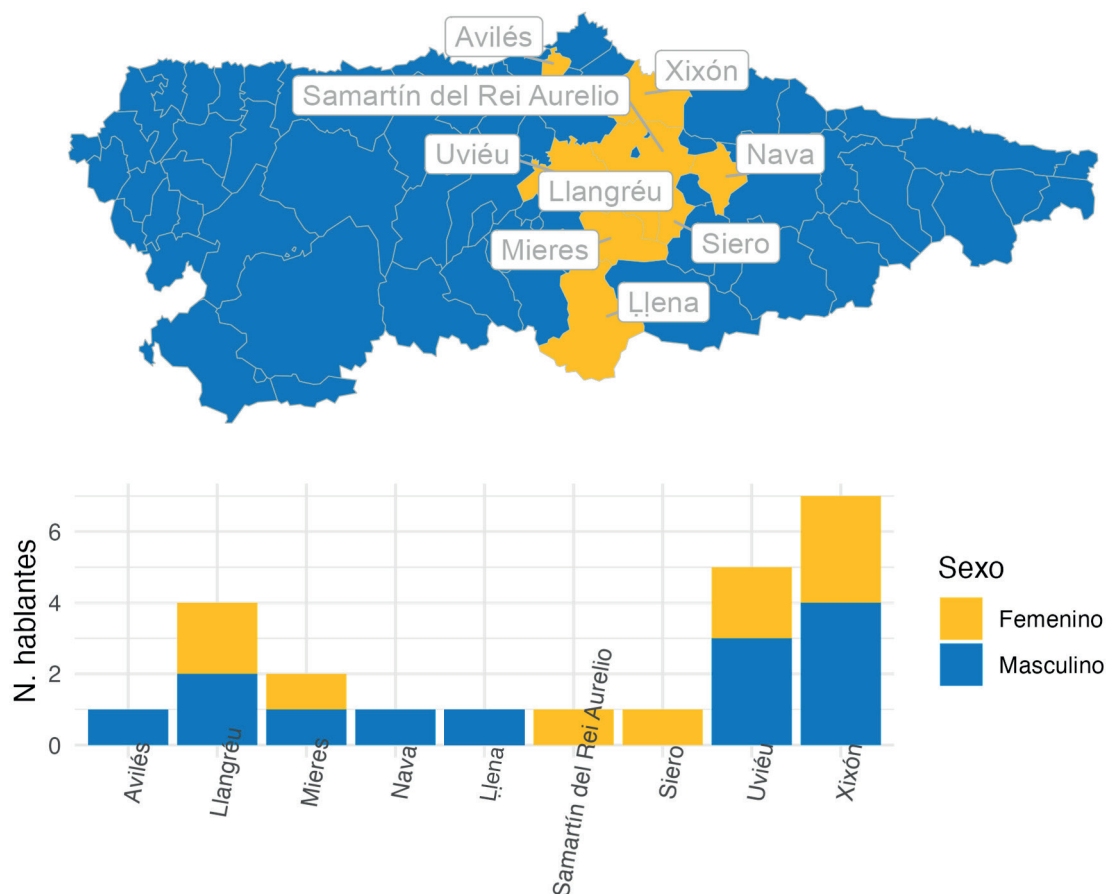 Avilés
Xixón
Samartín del Rei Aurelio
Uviéu
Nava
Llangréu
Mieres
Siero
Ḷḷena
N. hablantes
6
4
2
0
Avilés
Llangréu
Mieres
Nava
Ḷḷena
Samartín del Rei Aurelio
Siero
Uviéu
Xixón
Sexo
Femenino
Masculino